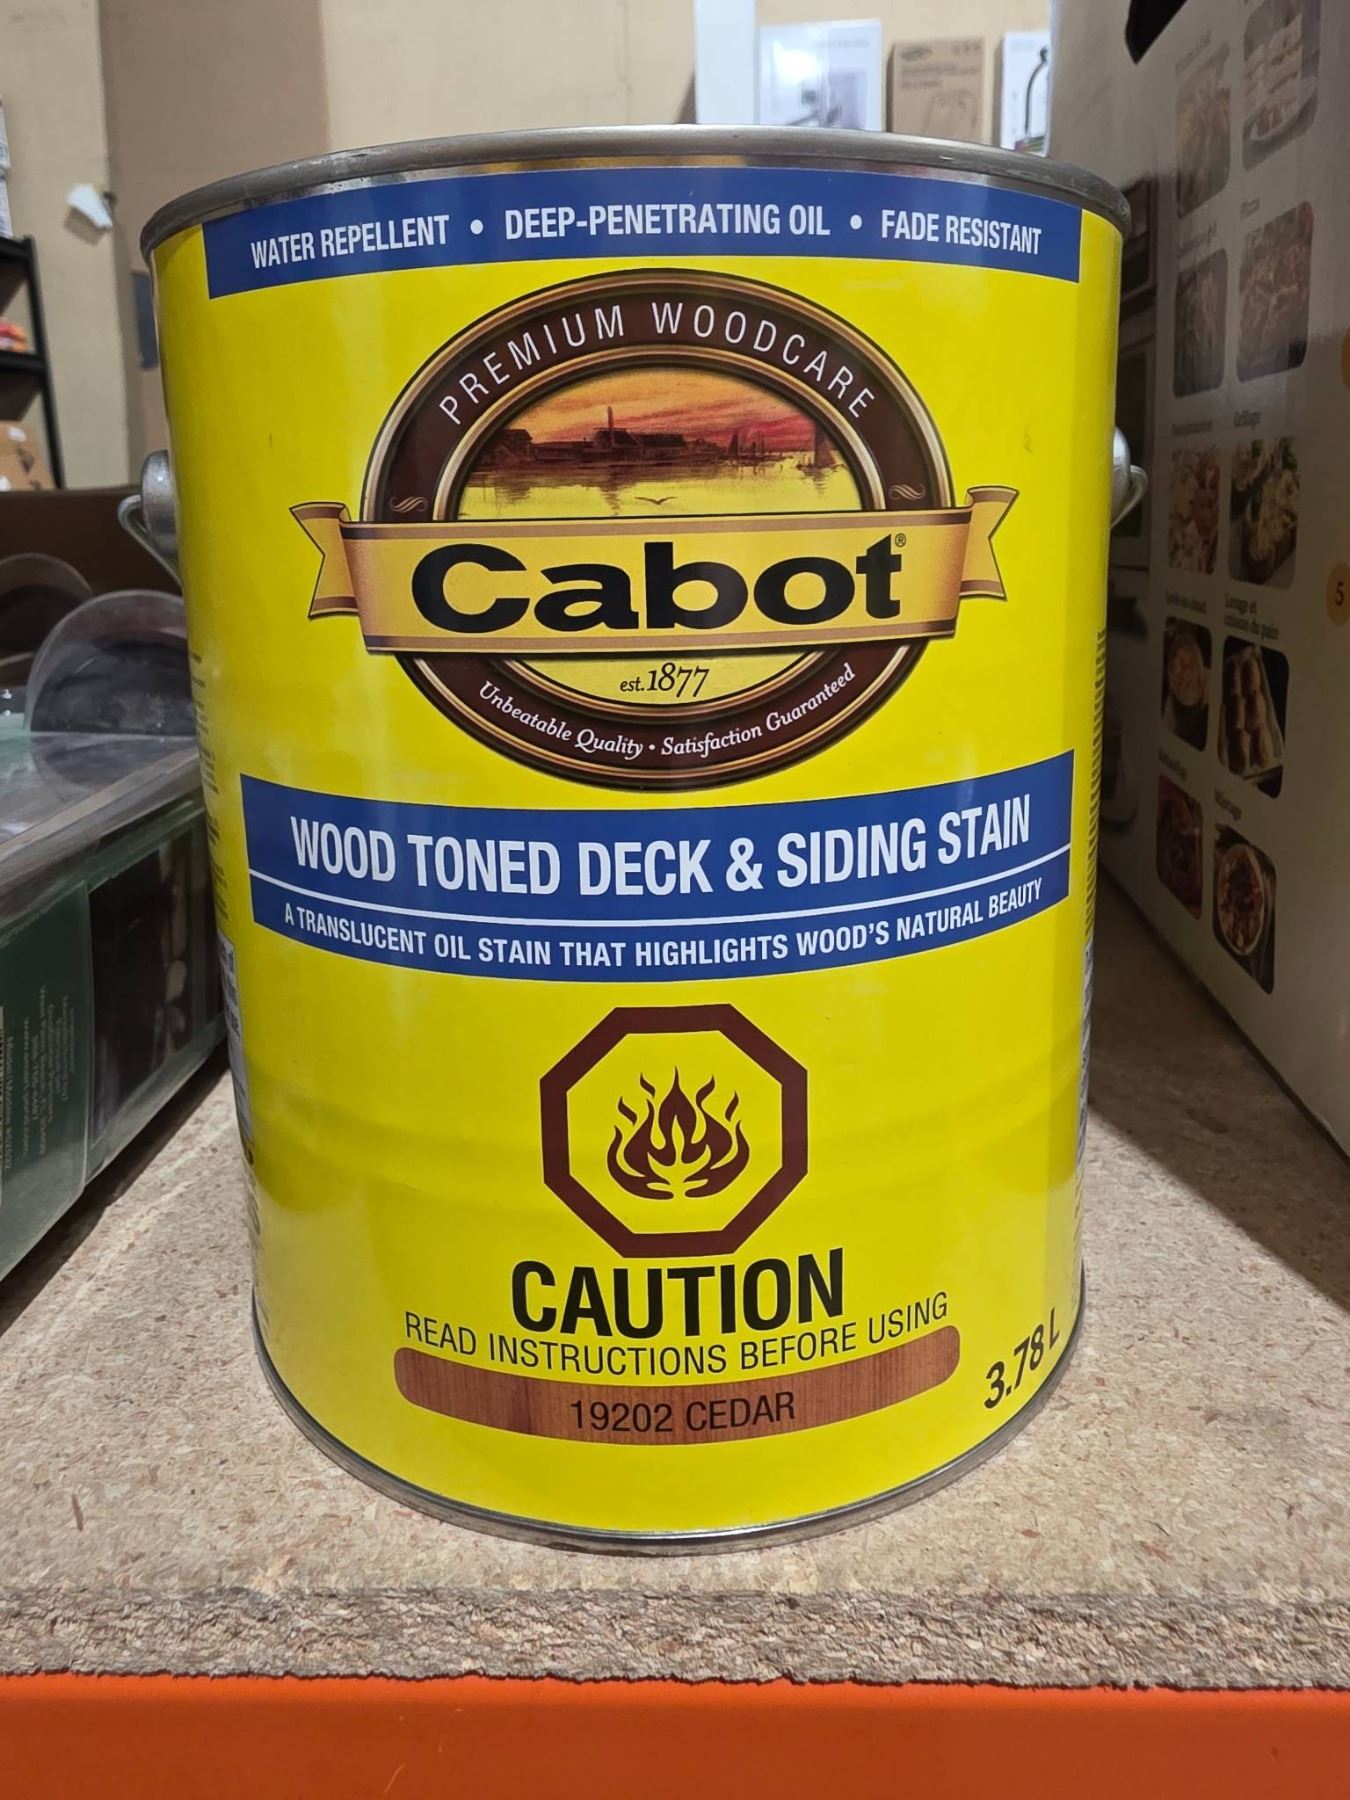 WATER REPELLENT • DEEP-PENETRATING OIL • FADE RESISTANT
PREMIUM WOODCARE
Cabot®
est. 1877
Unbeatable Quality • Satisfaction Guaranteed
WOOD TONED DECK & SIDING STAIN
A TRANSLUCENT OIL STAIN THAT HIGHLIGHTS WOOD'S NATURAL BEAUTY
CAUTION
READ INSTRUCTIONS BEFORE USING
19202 CEDAR
3.78 L
5